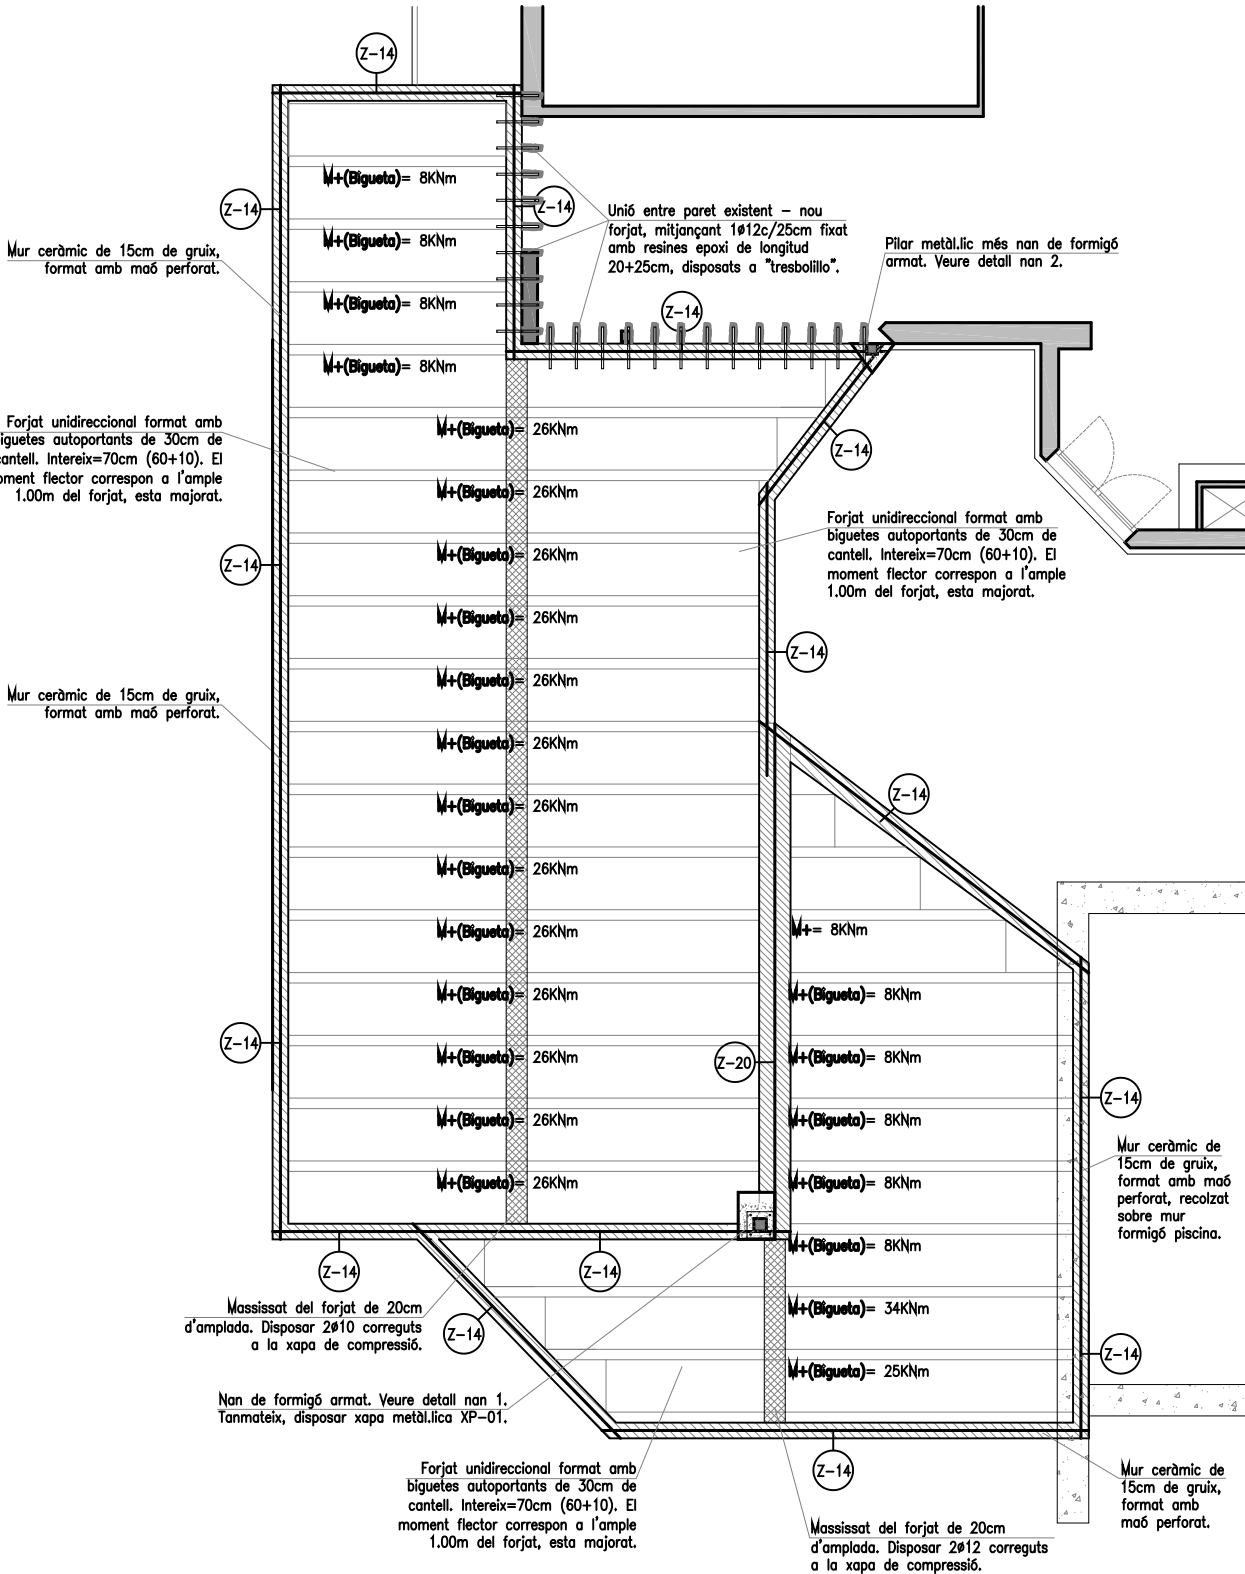 Z-14
Z-14
Z-14
M+(Bigueta)= 8KNm
M+(Bigueta)= 8KNm
M+(Bigueta)= 8KNm
M+(Bigueta)= 8KNm
Mur ceràmic de 15cm de gruix,
format amb maó perforat.
Unió entre paret existent – nou
forjat, mitjançant 1ø12c/25cm fixat
amb resines epoxi de longitud
20+25cm, disposats a "tresbolillo".
Pilar metàl.lic més nan de formigó
armat. Veure detall nan 2.
Z-14
Forjat unidireccional format amb
biguetes autoportants de 30cm de
cantell. Intereix=70cm (60+10). El
moment flector correspon a l'ample
1.00m del forjat, esta majorat.
Z-14
M+(Bigueta)= 26KNm
M+(Bigueta)= 26KNm
M+(Bigueta)= 26KNm
M+(Bigueta)= 26KNm
M+(Bigueta)= 26KNm
M+(Bigueta)= 26KNm
M+(Bigueta)= 26KNm
M+(Bigueta)= 26KNm
M+(Bigueta)= 26KNm
M+(Bigueta)= 26KNm
M+(Bigueta)= 26KNm
M+(Bigueta)= 26KNm
M+(Bigueta)= 26KNm
Forjat unidireccional format amb
biguetes autoportants de 30cm de
cantell. Intereix=70cm (60+10). El
moment flector correspon a l'ample
1.00m del forjat, esta majorat.
Z-14
Z-14
Mur ceràmic de 15cm de gruix,
format amb maó perforat.
Z-14
Z-14
Z-20
M+= 8KNm
M+(Bigueta)= 8KNm
M+(Bigueta)= 8KNm
M+(Bigueta)= 8KNm
M+(Bigueta)= 8KNm
M+(Bigueta)= 8KNm
M+(Bigueta)= 34KNm
M+(Bigueta)= 25KNm
Z-14
Mur ceràmic de
15cm de gruix,
format amb maó
perforat, recolzat
sobre mur
formigó piscina.
Z-14
Z-14
Z-14
Z-14
Massissat del forjat de 20cm
d'amplada. Disposar 2ø10 correguts
a la xapa de compressió.
Nan de formigó armat. Veure detall nan 1.
Tanmateix, disposar xapa metàl.lica XP-01.
Forjat unidireccional format amb
biguetes autoportants de 30cm de
cantell. Intereix=70cm (60+10). El
moment flector correspon a l'ample
1.00m del forjat, esta majorat.
Z-14
Mur ceràmic de
15cm de gruix,
format amb
maó perforat.
Massissat del forjat de 20cm
d'amplada. Disposar 2ø12 correguts
a la xapa de compressió.